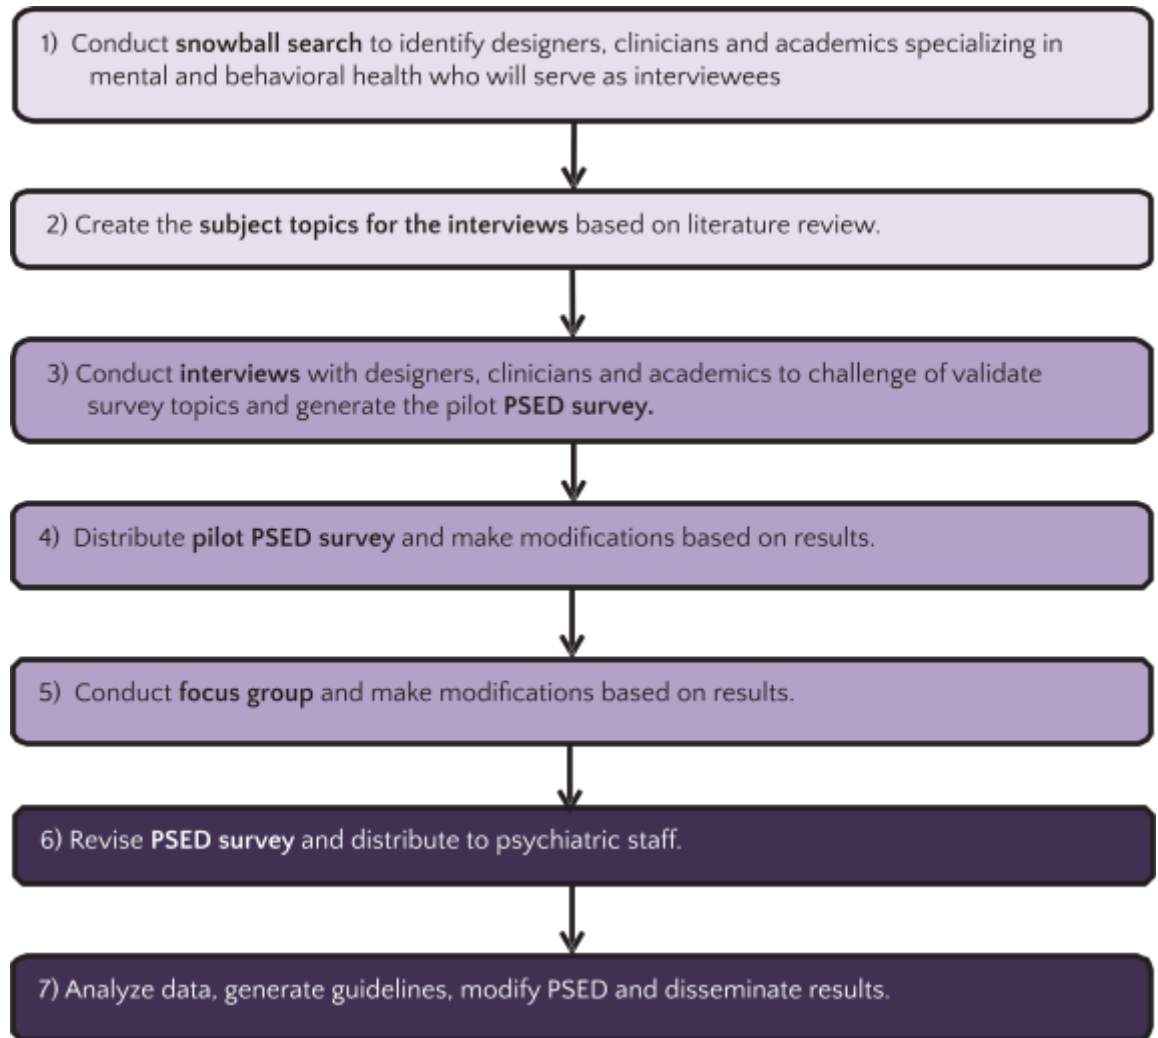 1) Conduct snowball search to identify designers, clinicians and academics specializing in
mental and behavioral health who will serve as interviewees
2) Create the subject topics for the interviews based on literature review.
3) Conduct interviews with designers, clinicians and academics to challenge of validate
survey topics and generate the pilot PSED survey.
4) Distribute pilot PSED survey and make modifications based on results.
5) Conduct focus group and make modifications based on results.
6) Revise PSED survey and distribute to psychiatric staff.
7) Analyze data, generate guidelines, modify PSED and disseminate results.